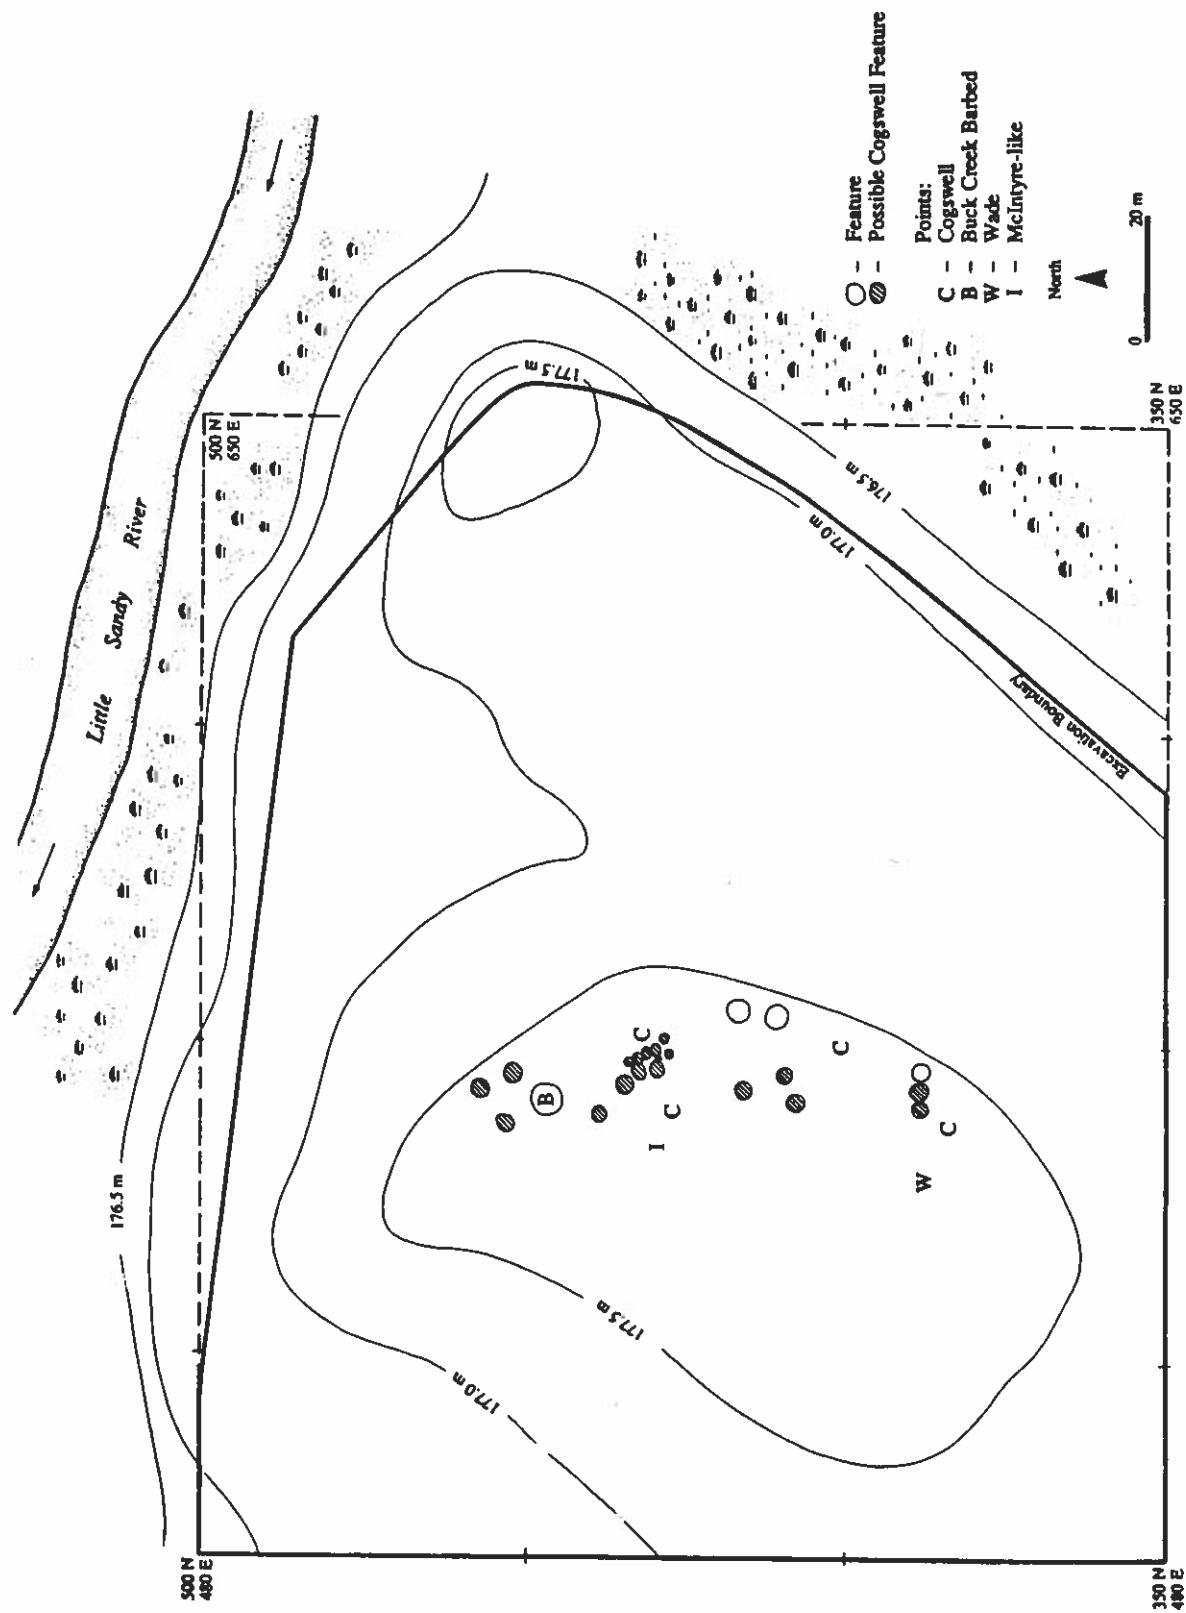 Little Sandy River
500 N
650 E
176.5 m
177.5 m
177.0 m
176.5 m
177.0 m
177.5 m
Excavation Boundary
B
C
C
I
C
C
W
500 N
480 E
350 N
480 E
350 N
650 E
○ – Feature
– Possible Cogswell Feature
Points:
C – Cogswell
B – Buck Creek Barbed
W – Wade
I – McIntyre-like
North
0 20 m